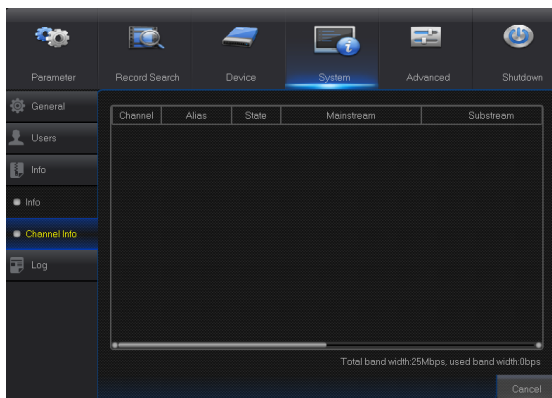 Parameter Record Search Device System Advanced Shutdown
General
Users
Info
Info
Channel Info
Log
Channel Alias State Mainstream Substream
Total band width:25Mbps, used band width:0bps
Cancel